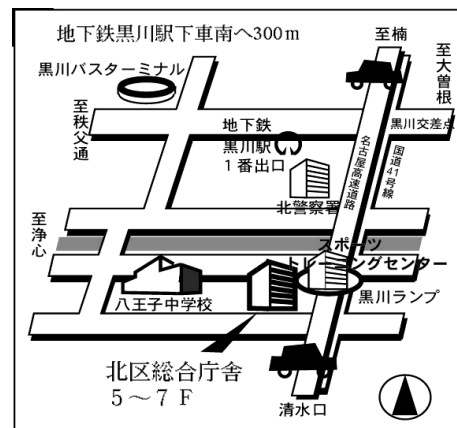 地下鉄黒川駅下車南へ300m
至楠
至大曽根
黒川バスターミナル
至秩父通
地下鉄
黒川駅
1番出口
黒川交差点
名古屋高速道路
国道41号線
北警察署
至浄心
スポーツ
トレーニングセンター
八王子中学校
黒川ランプ
北区総合庁舎
5～7F
清水口